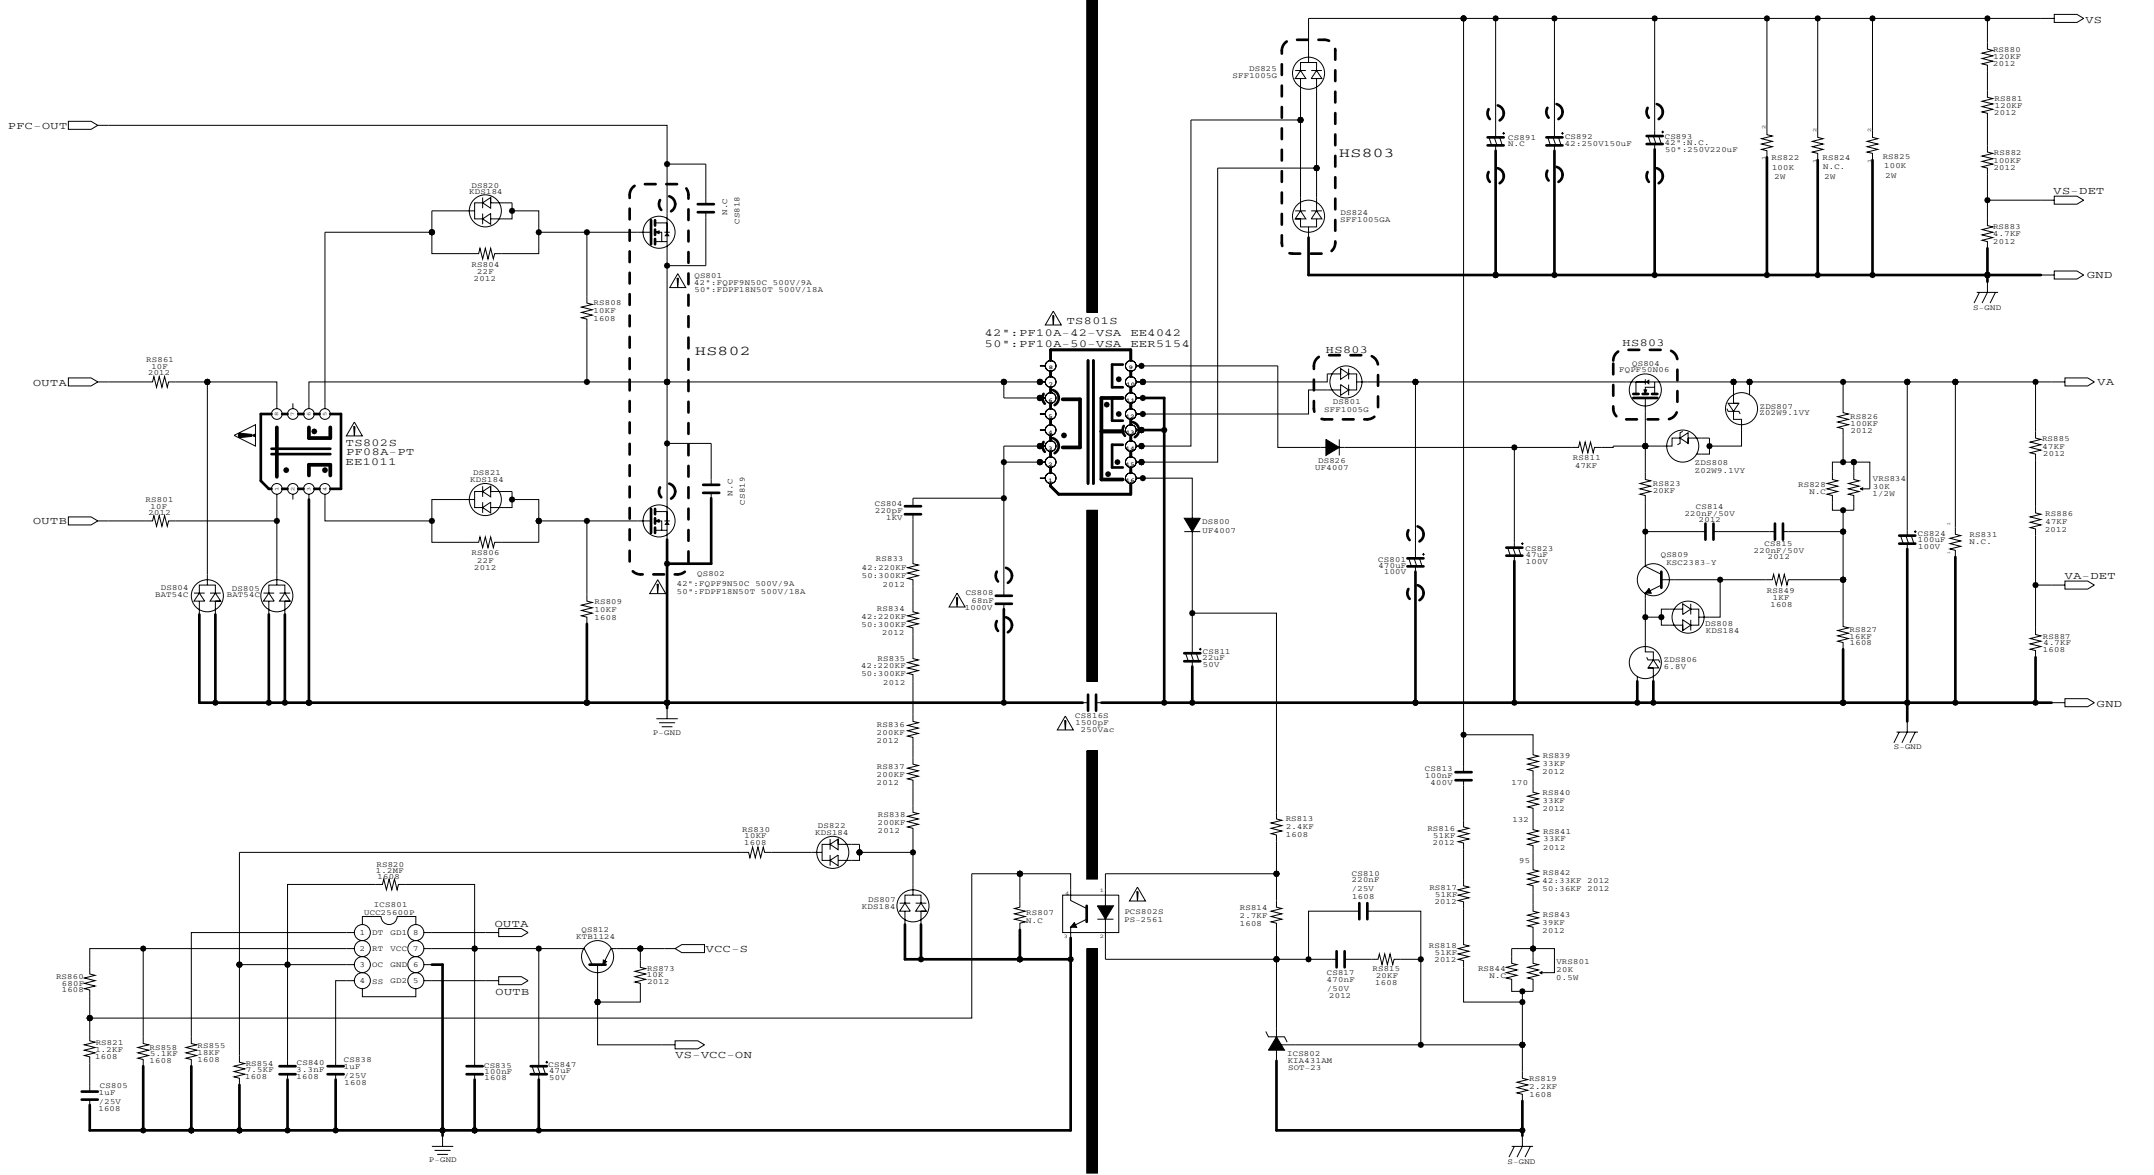 VS
DS825
SFF1005G
RS880
120KF
2012
RS881
120KF
2012
PFC-OUT
CS891
N.C
CS892
42:250V150uF
CS893
42":N.C.
50":250V220uF
HS803
RS822
100K
2W
RS824
N.C.
2W
RS825
100K
2W
RS882
100KF
2012
DS820
KDS184
VS-DET
N.C
CS818
DS824
SFF1005GA
RS883
4.7KF
2012
RS804
22F
2012
QS801
42":FQPF9N50C 500V/9A
50":FDPF18N50T 500V/18A
GND
S-GND
RS808
10KF
1608
TS801S
42":PF10A-42-VSA EE4042
50":PF10A-50-VSA EER5154
HS802
HS803
HS803
QS804
FQPF50N06
RS861
10F
2012
OUTA
VA
DS801
SFF1005G
ZDS807
Z02W9.1VY
RS826
100KF
2012
TS802S
PF08A-PT
EE1011
RS885
47KF
2012
DS826
UF4007
RS811
47KF
ZDS808
Z02W9.1VY
DS821
KDS184
RS823
20KF
RS828
N.C
VRS834
30K
1/2W
RS801
10F
2012
OUTB
N.C
CS819
CS804
220pF
1KV
CS814
220nF/50V
2012
RS886
47KF
2012
DS800
UF4007
CS815
220nF/50V
2012
CS824
100uF
100V
RS831
N.C.
RS806
22F
2012
CS801
470uF
100V
CS823
47uF
100V
QS809
KSC2383-Y
RS833
42:220KF
50:300KF
2012
QS802
42":FQPF9N50C 500V/9A
50":FDPF18N50T 500V/18A
DS804
BAT54C
DS805
BAT54C
CS808
68nF
1000V
RS849
1KF
1608
VA-DET
RS809
10KF
1608
RS834
42:220KF
50:300KF
2012
DS808
KDS184
RS827
16KF
1608
RS887
4.7KF
1608
RS835
42:220KF
50:300KF
2012
CS811
22uF
50V
ZDS806
6.8V
GND
P-GND
CS816S
1500pF
250Vac
S-GND
RS836
200KF
2012
RS839
33KF
2012
RS837
200KF
2012
CS813
100nF
400V
170
RS840
33KF
2012
RS838
200KF
2012
RS830
10KF
1608
DS822
KDS184
RS813
2.4KF
1608
132
RS816
51KF
2012
RS841
33KF
2012
95
RS820
1.2MF
1608
RS842
42:33KF 2012
50:36KF 2012
CS810
220nF
/25V
1608
RS817
51KF
2012
ICS801
UCC25600P
DS807
KDS184
RS807
N.C
PCS802S
PS-2561
RS814
2.7KF
1608
RS843
39KF
2012
OUTA
1 DT GD1 8
2 RT VCC 7
3 OC GND 6
4 SS GD2 5
OUTB
QS812
KTB1124
VCC-S
RS818
51KF
2012
RS873
10K
2012
RS860
680F
1608
CS817
470nF
/50V
2012
RS815
20KF
1608
RS844
N.C
VRS801
20K
0.5W
RS821
1.2KF
1608
RS858
5.1KF
1608
RS855
18KF
1608
VS-VCC-ON
RS854
7.5KF
1608
CS840
3.3nF
1608
CS838
1uF
/25V
1608
CS835
100nF
1608
CS847
47uF
50V
ICS802
KIA431AM
SOT-23
CS805
1uF
/25V
1608
RS819
2.2KF
1608
P-GND
S-GND